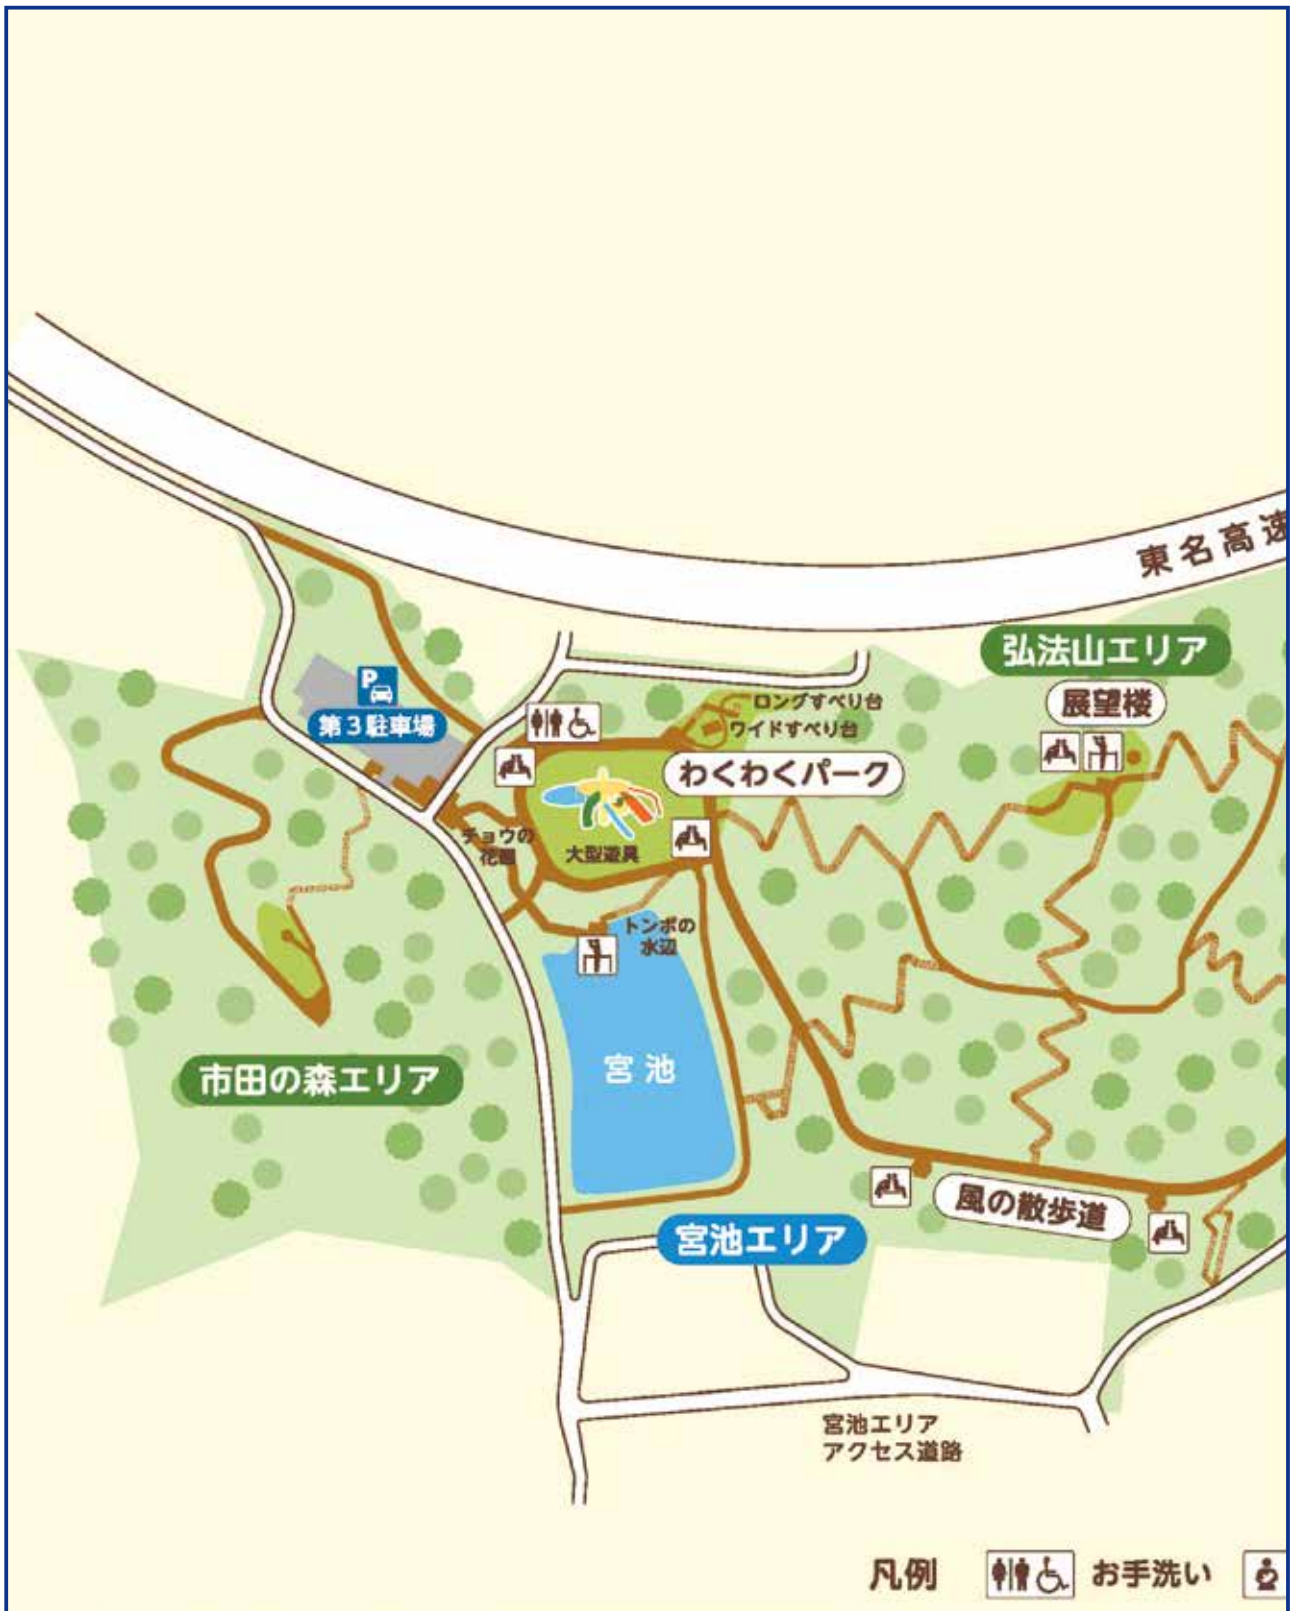 東名高速
弘法山エリア
展望楼
P
第3駐車場
ロングすべり台
ワイドすべり台
わくわくパーク
チョウの
花園
大型遊具
トンボの
水辺
宮池
市田の森エリア
風の散歩道
宮池エリア
宮池エリア
アクセス道路
凡例
お手洗い